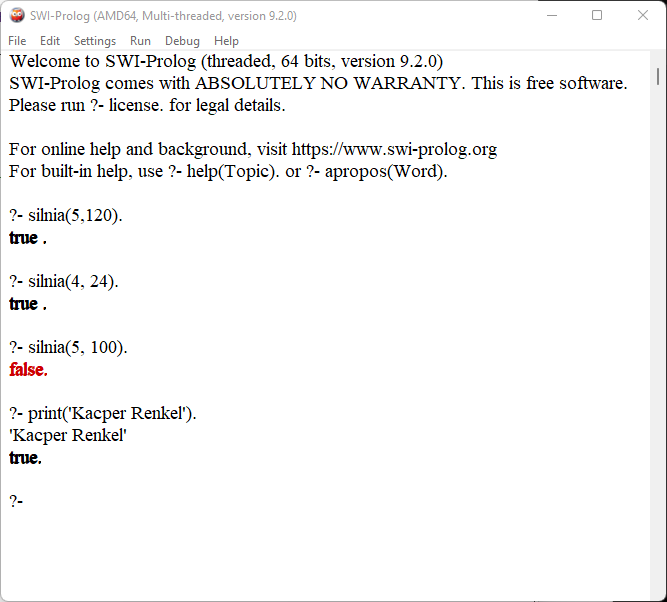 SWI-Prolog (AMD64, Multi-threaded, version 9.2.0)
File Edit Settings Run Debug Help
Welcome to SWI-Prolog (threaded, 64 bits, version 9.2.0)
SWI-Prolog comes with ABSOLUTELY NO WARRANTY. This is free software.
Please run ?- license. for legal details.
For online help and background, visit https://www.swi-prolog.org
For built-in help, use ?- help(Topic). or ?- apropos(Word).
?- silnia(5,120).
true .
?- silnia(4, 24).
true .
?- silnia(5, 100).
false.
?- print('Kacper Renkel').
'Kacper Renkel'
true.
?-